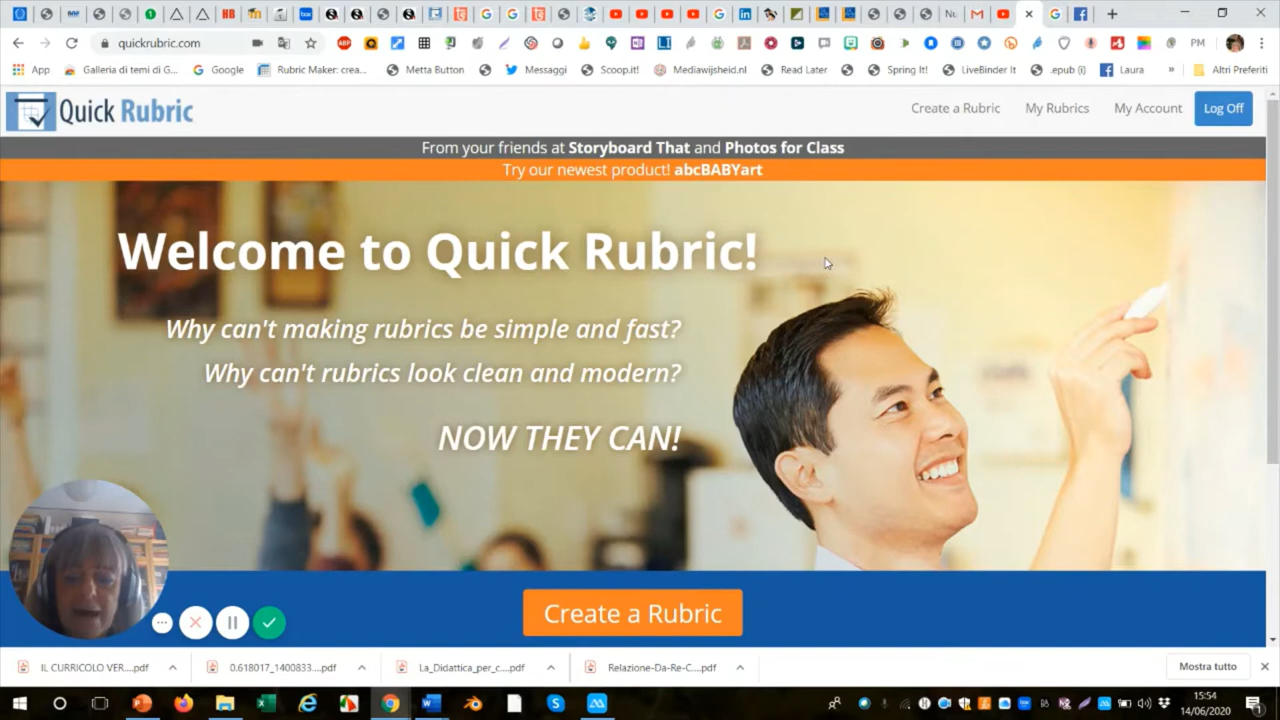 quickrubric.com
PM
App
Galleria di temi di G...
Google
Rubric Maker: crea...
Metta Button
Messaggi
Scoop.it!
Mediawijsheid.nl
Read Later
Spring It!
LiveBinder It
.epub (i)
Laura
»
Altri Preferiti
Quick Rubric
Create a Rubric
My Rubrics
My Account
Log Off
From your friends at Storyboard That and Photos for Class
Try our newest product! abcBABYart
Welcome to Quick Rubric!
Why can't making rubrics be simple and fast?
Why can't rubrics look clean and modern?
NOW THEY CAN!
Create a Rubric
IL CURRICOLO VER....pdf
0.618017_1400833....pdf
La_Didattica_per_c....pdf
Relazione-Da-Re-C....pdf
Mostra tutto
15:54
14/06/2020